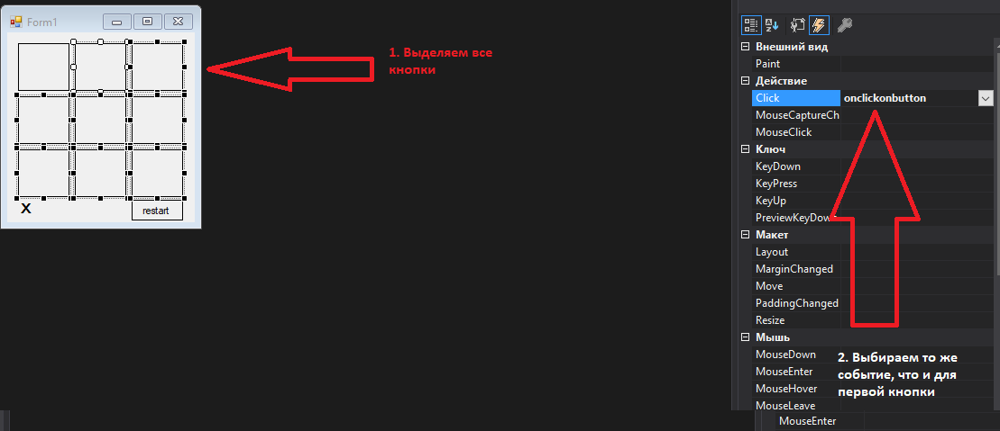 Form1
1. Выделяем все
кнопки
X
restart
Внешний вид
Paint
Действие
Click onclickonbutton
MouseCaptureCh
MouseClick
Ключ
KeyDown
KeyPress
KeyUp
PreviewKeyDow
Макет
Layout
MarginChanged
Move
PaddingChanged
Resize
Мышь
MouseDown
MouseEnter
MouseHover
MouseLeave
2. Выбираем то же
событие, что и для
первой кнопки
MouseEnter